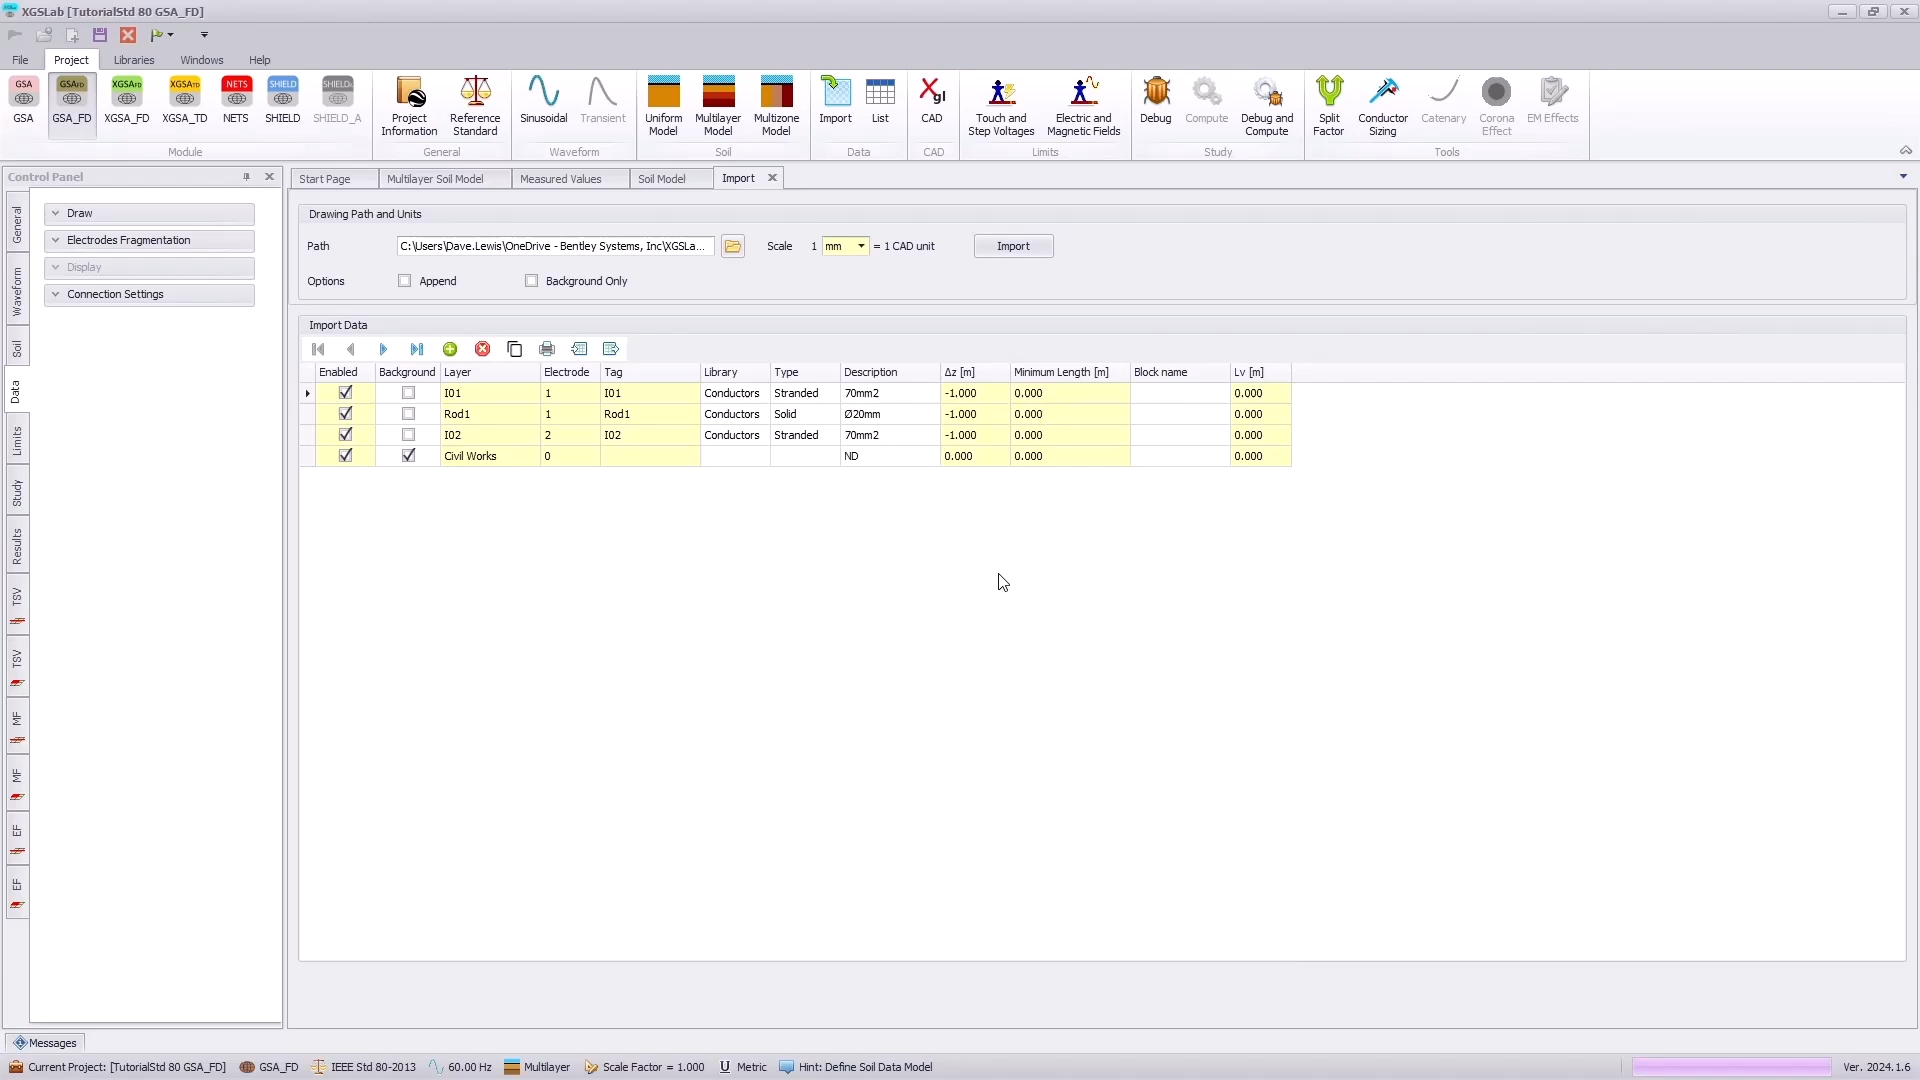 XGSLab [TutorialStd 80 GSA_FD]
File Project Libraries Windows Help
GSA GSAFD XGSAFD XGSATD NETS SHIELD SHIELD
GSA GSA_FD XGSA_FD XGSA_TD NETS SHIELD SHIELD_A
Module
Project Information Reference Standard
General
Sinusoidal Transient
Waveform
Uniform Model Multilayer Model Multizone Model
Soil
Import List
Data
Xgl
CAD
CAD
Touch and Step Voltages Electric and Magnetic Fields
Limits
Debug Compute Debug and Compute
Study
Split Factor Conductor Sizing Catenary Corona Effect EM Effects
Tools
Control Panel
Start Page Multilayer Soil Model Measured Values Soil Model Import
General
Waveform
Soil
Data
Limits
Study
Results
TSV
TSV
MF
MF
EF
EF
Draw
Electrodes Fragmentation
Display
Connection Settings
Drawing Path and Units
Path C:\Users\Dave.Lewis\OneDrive - Bentley Systems, Inc\XGSLa... Scale 1 mm = 1 CAD unit Import
Options Append Background Only
Import Data
Enabled Background Layer Electrode Tag Library Type Description Δz [m] Minimum Length [m] Block name Lv [m]
I01 1 I01 Conductors Stranded 70mm2 -1.000 0.000 0.000
Rod1 1 Rod1 Conductors Solid Ø20mm -1.000 0.000 0.000
I02 2 I02 Conductors Stranded 70mm2 -1.000 0.000 0.000
Civil Works 0 ND 0.000 0.000 0.000
Messages
Current Project: [TutorialStd 80 GSA_FD] GSA_FD IEEE Std 80-2013 60.00 Hz Multilayer Scale Factor = 1.000 U Metric Hint: Define Soil Data Model Ver. 2024.1.6